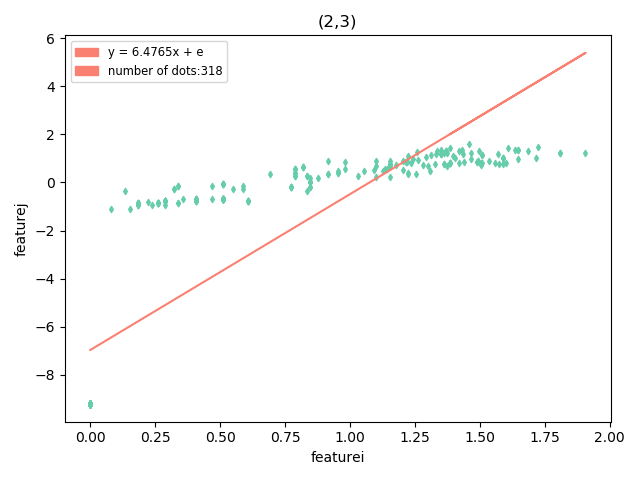 (2,3)
y = 6.4765x + e
number of dots:318
6
4
2
0
−2
−4
−6
−8
featurej
0.00 0.25 0.50 0.75 1.00 1.25 1.50 1.75 2.00
featurei